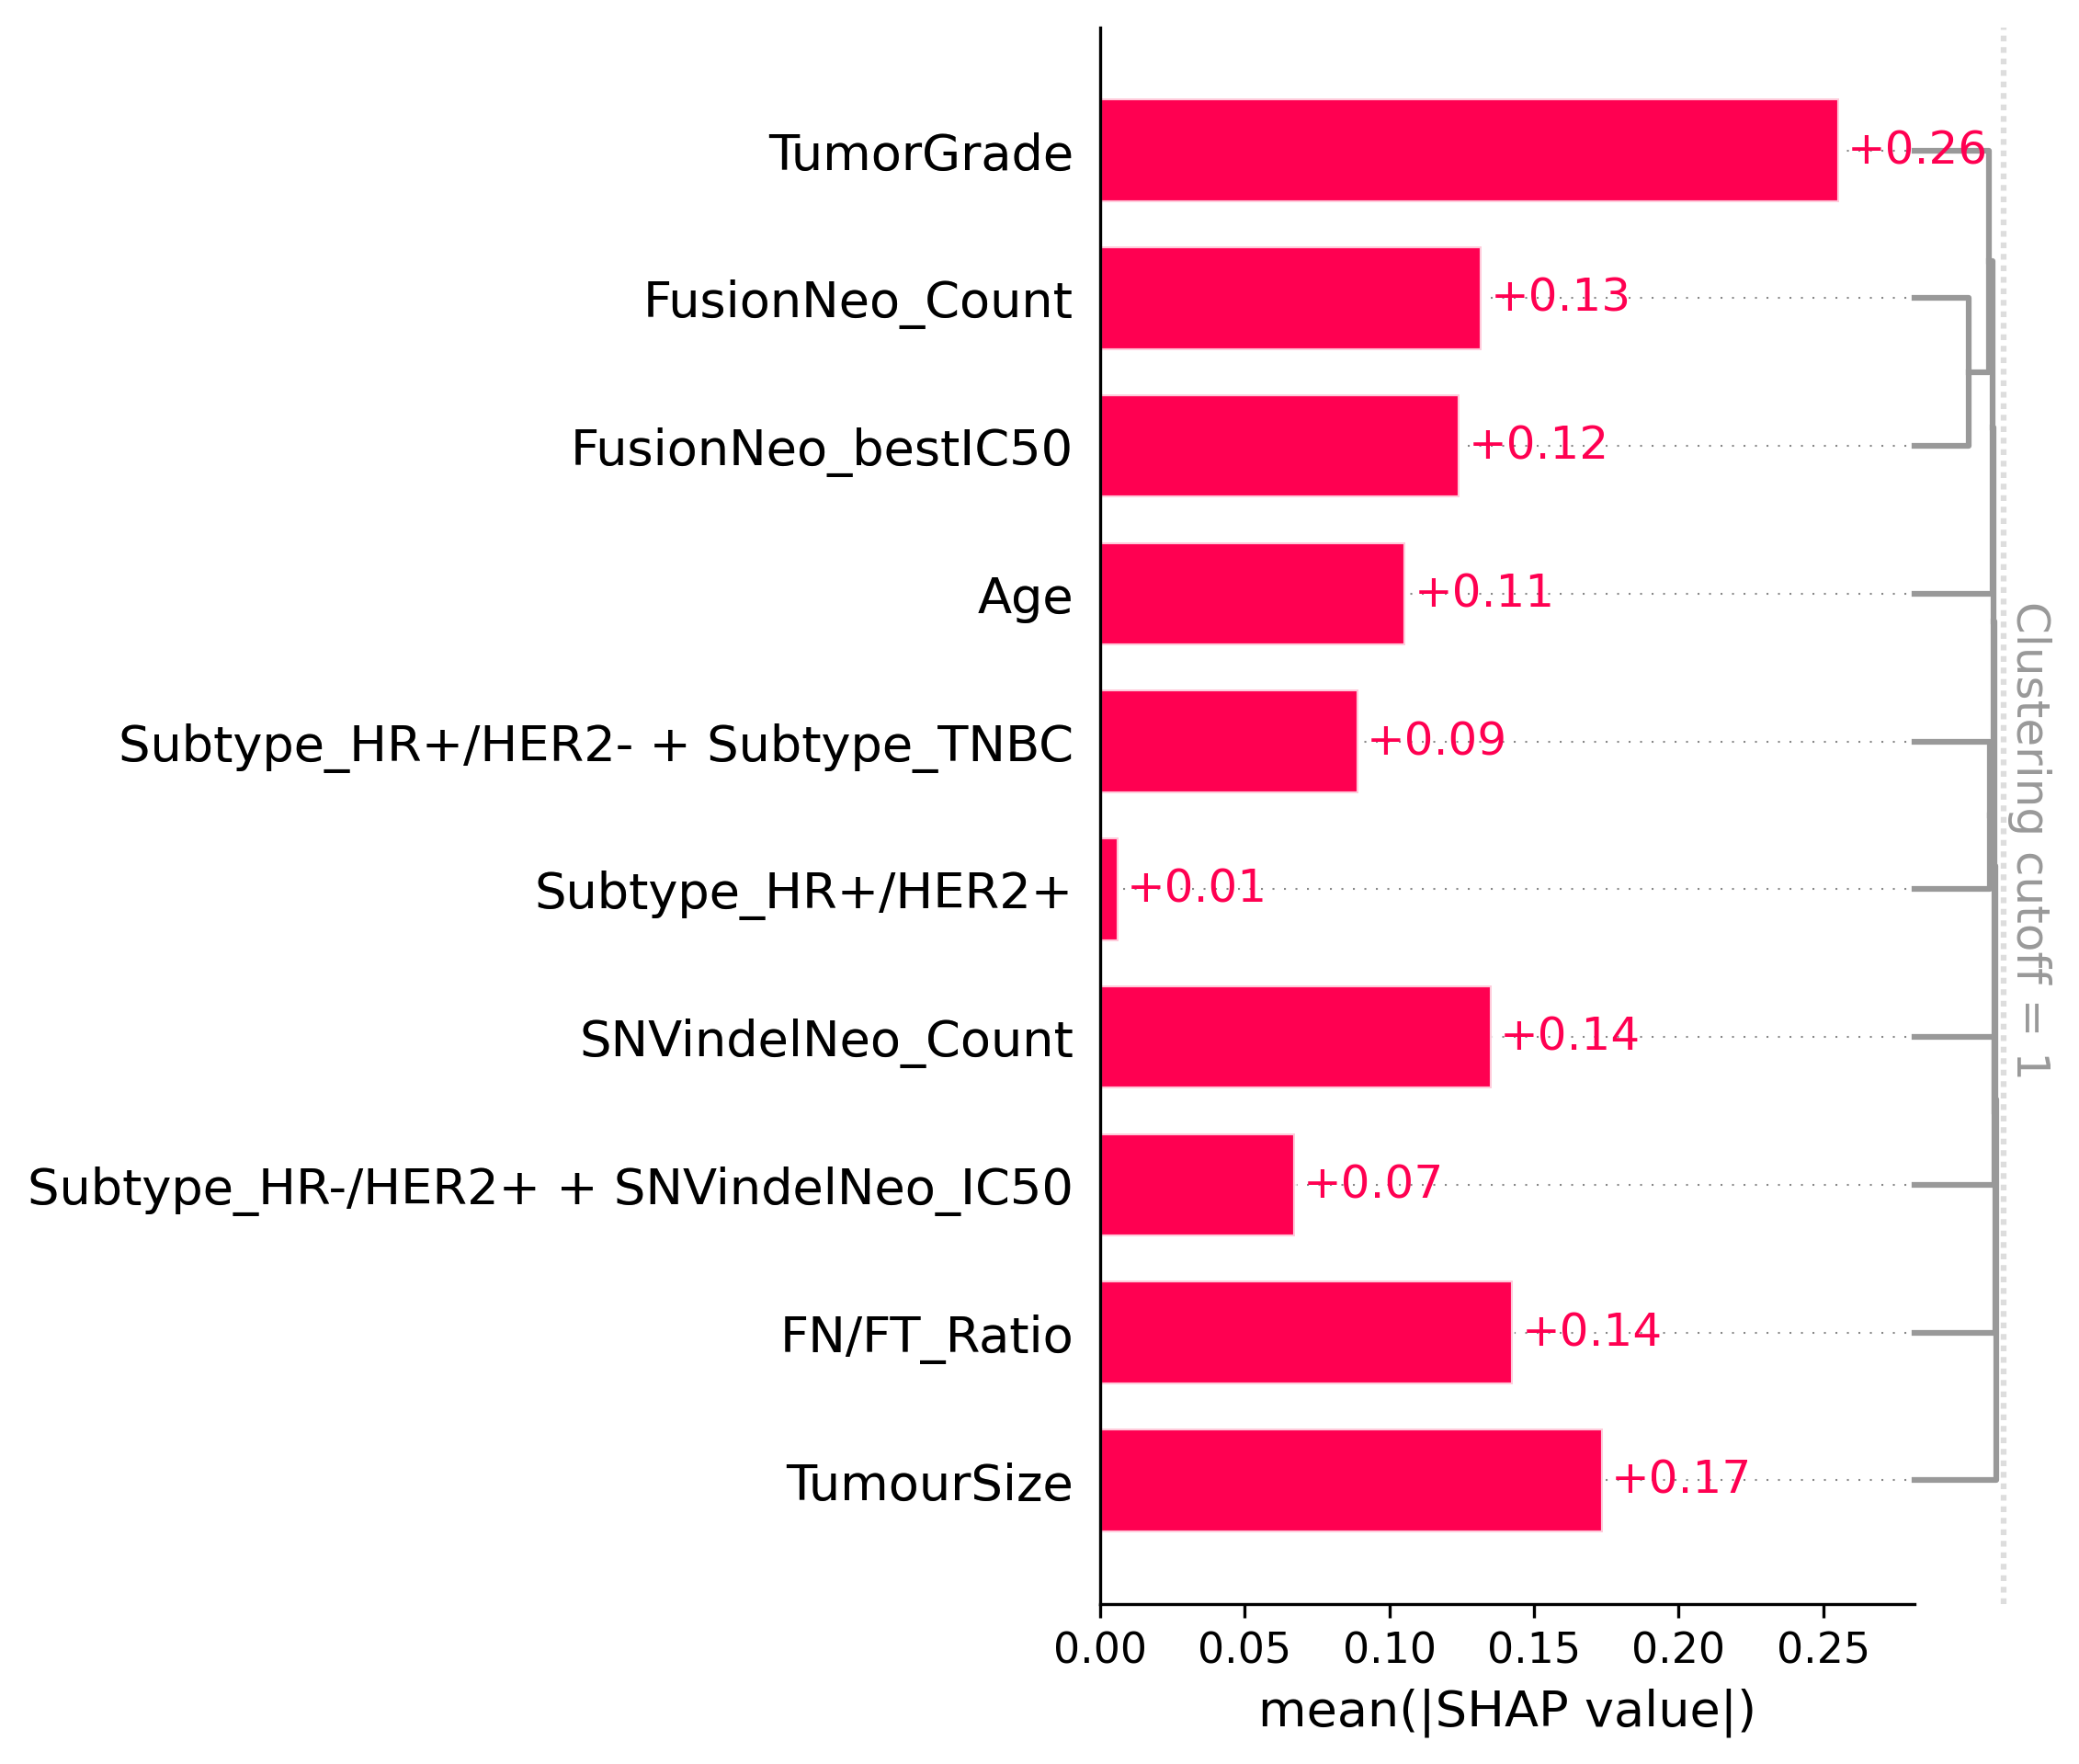 TumorGrade +0.26
FusionNeo_Count +0.13
FusionNeo_bestIC50 +0.12
Age +0.11
Subtype_HR+/HER2- + Subtype_TNBC +0.09
Subtype_HR+/HER2+ +0.01
SNVindelNeo_Count +0.14
Subtype_HR-/HER2+ + SNVindelNeo_IC50 +0.07
FN/FT_Ratio +0.14
TumourSize +0.17
Clustering cutoff = 1
0.00 0.05 0.10 0.15 0.20 0.25
mean(|SHAP value|)